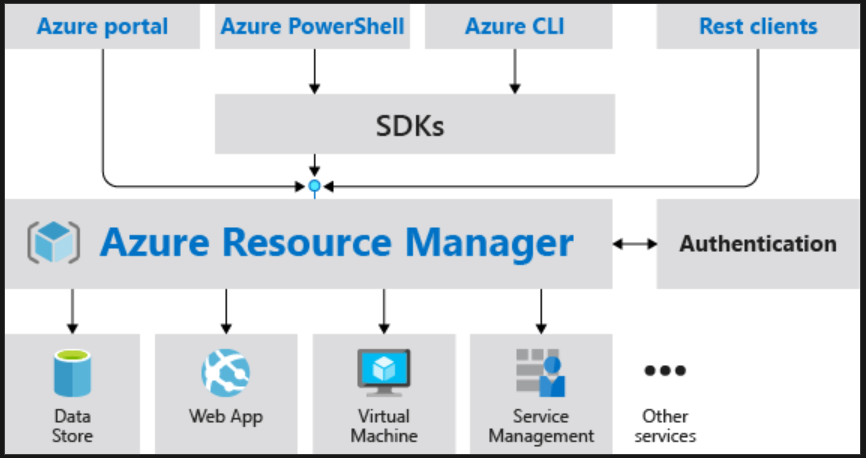 Azure portal
Azure PowerShell
Azure CLI
Rest clients
SDKs
Azure Resource Manager
Authentication
Data
Store
Web App
Virtual
Machine
Service
Management
Other
services